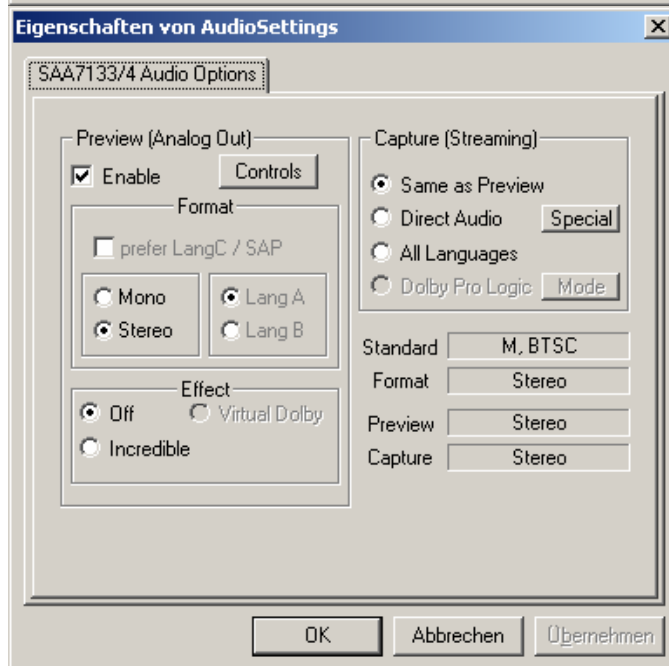 Eigenschaften von AudioSettings
SAA7133/4 Audio Options
Preview (Analog Out)
Enable
Controls
Format
prefer LangC / SAP
Mono
Stereo
Lang A
Lang B
Effect
Off
Virtual Dolby
Incredible
Capture (Streaming)
Same as Preview
Direct Audio
Special
All Languages
Dolby Pro Logic
Mode
Standard
M, BTSC
Format
Stereo
Preview
Stereo
Capture
Stereo
OK
Abbrechen
Übernehmen